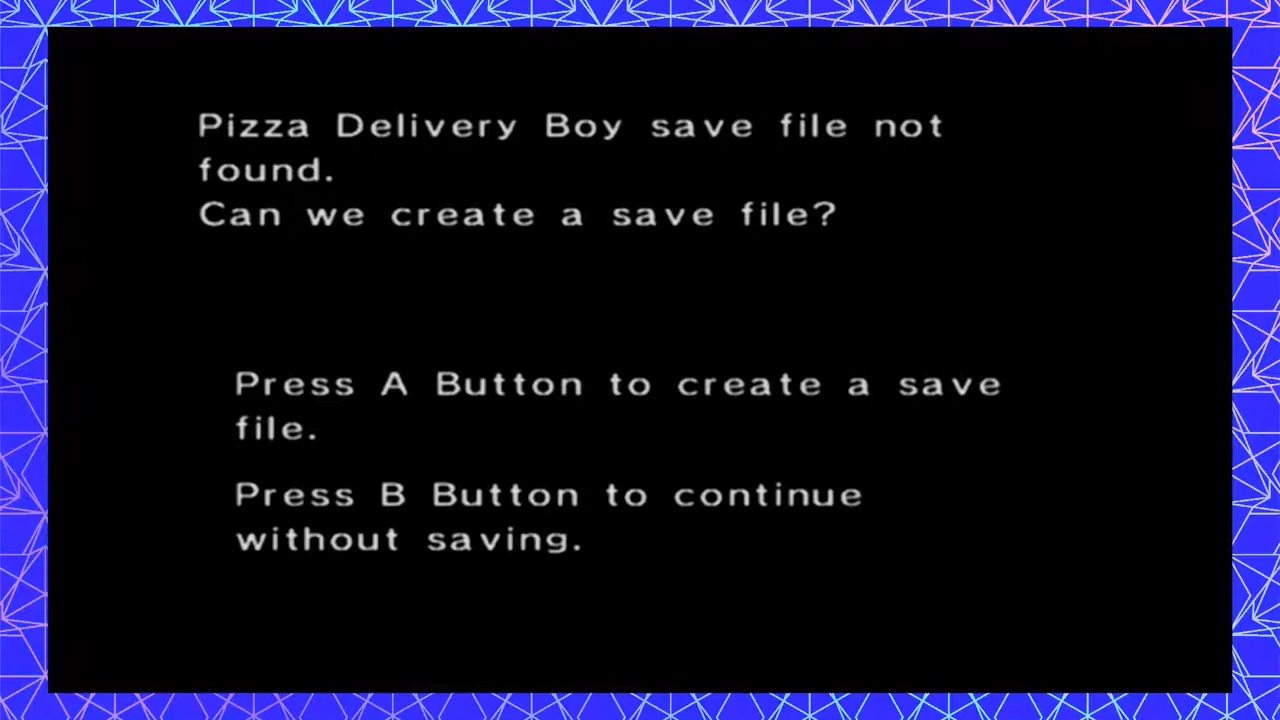 Pizza Delivery Boy save file not
found.
Can we create a save file?
Press A Button to create a save
file.
Press B Button to continue
without saving.